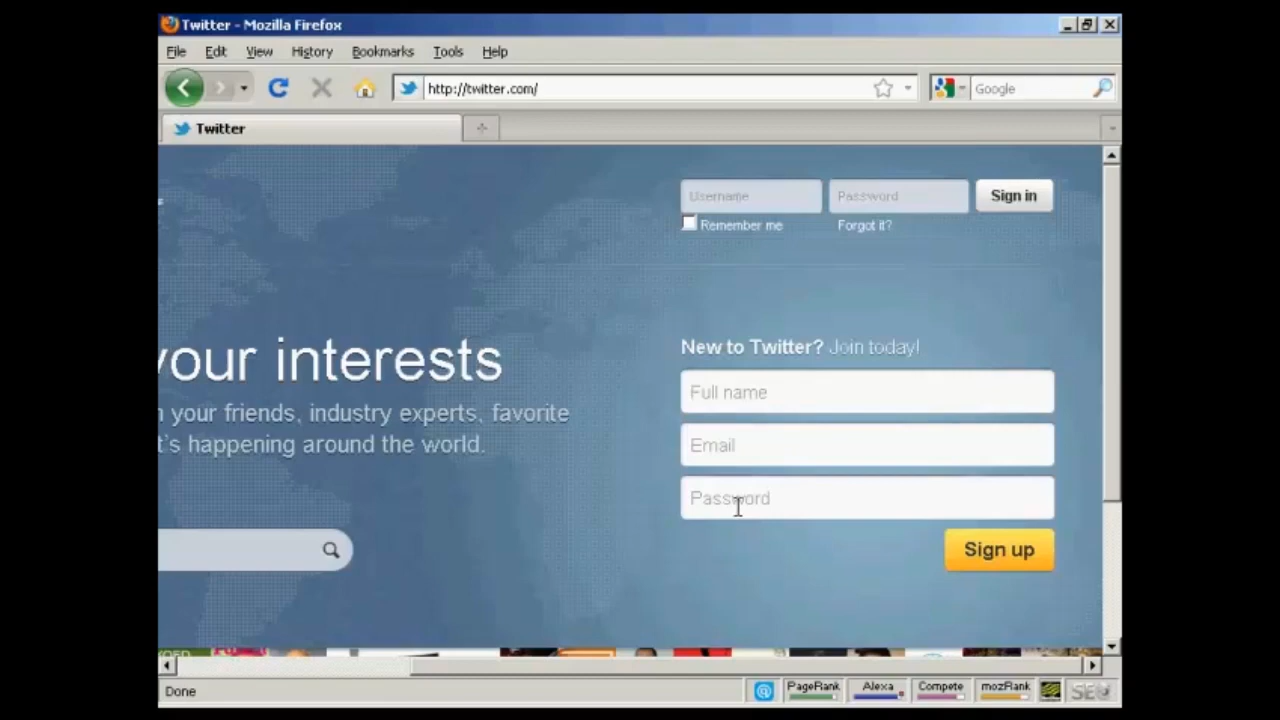 Twitter - Mozilla Firefox
File Edit View History Bookmarks Tools Help
http://twitter.com/
Google
Twitter
Username Password Sign in
Remember me Forgot it?
your interests
New to Twitter? Join today!
Full name
your friends, industry experts, favorite
t's happening around the world.
Email
Password
Sign up
Done
PageRank Alexa Compete mozRank SEO